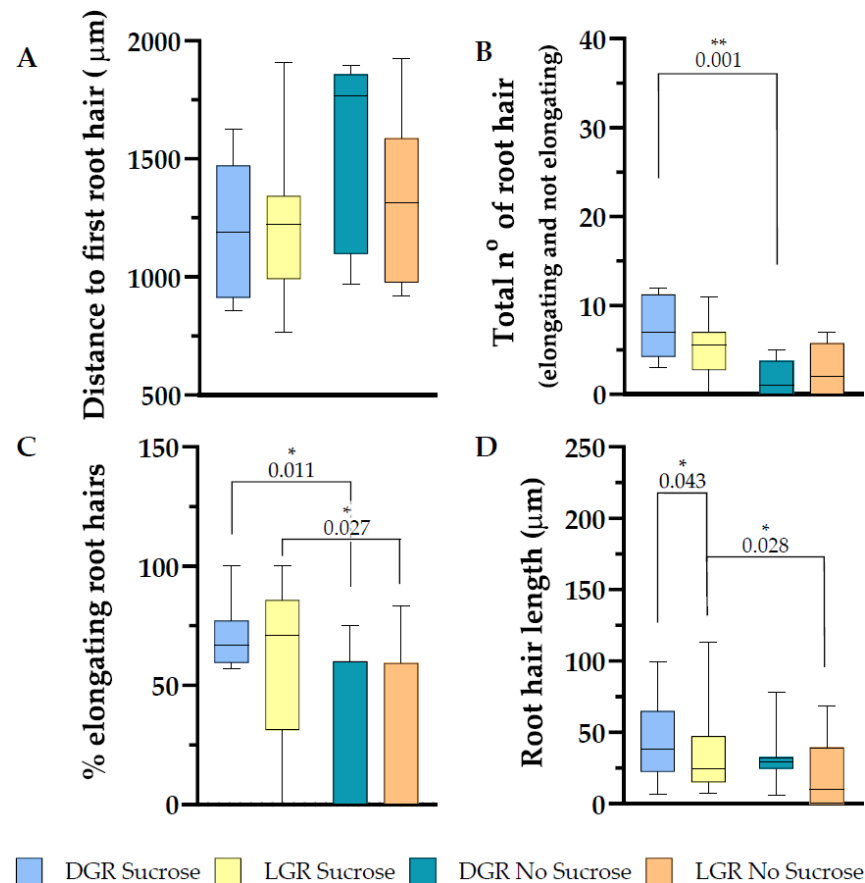 A
Distance to first root hair ( μm)
2000
1500
1000
500
B
Total nº of root hair
(elongating and not elongating)
40
30
20
10
0
**
0.001
C
% elongating root hairs
150
100
50
0
*
0.011
*
0.027
D
Root hair length (μm)
250
200
150
100
50
0
*
0.043
*
0.028
DGR Sucrose LGR Sucrose DGR No Sucrose LGR No Sucrose